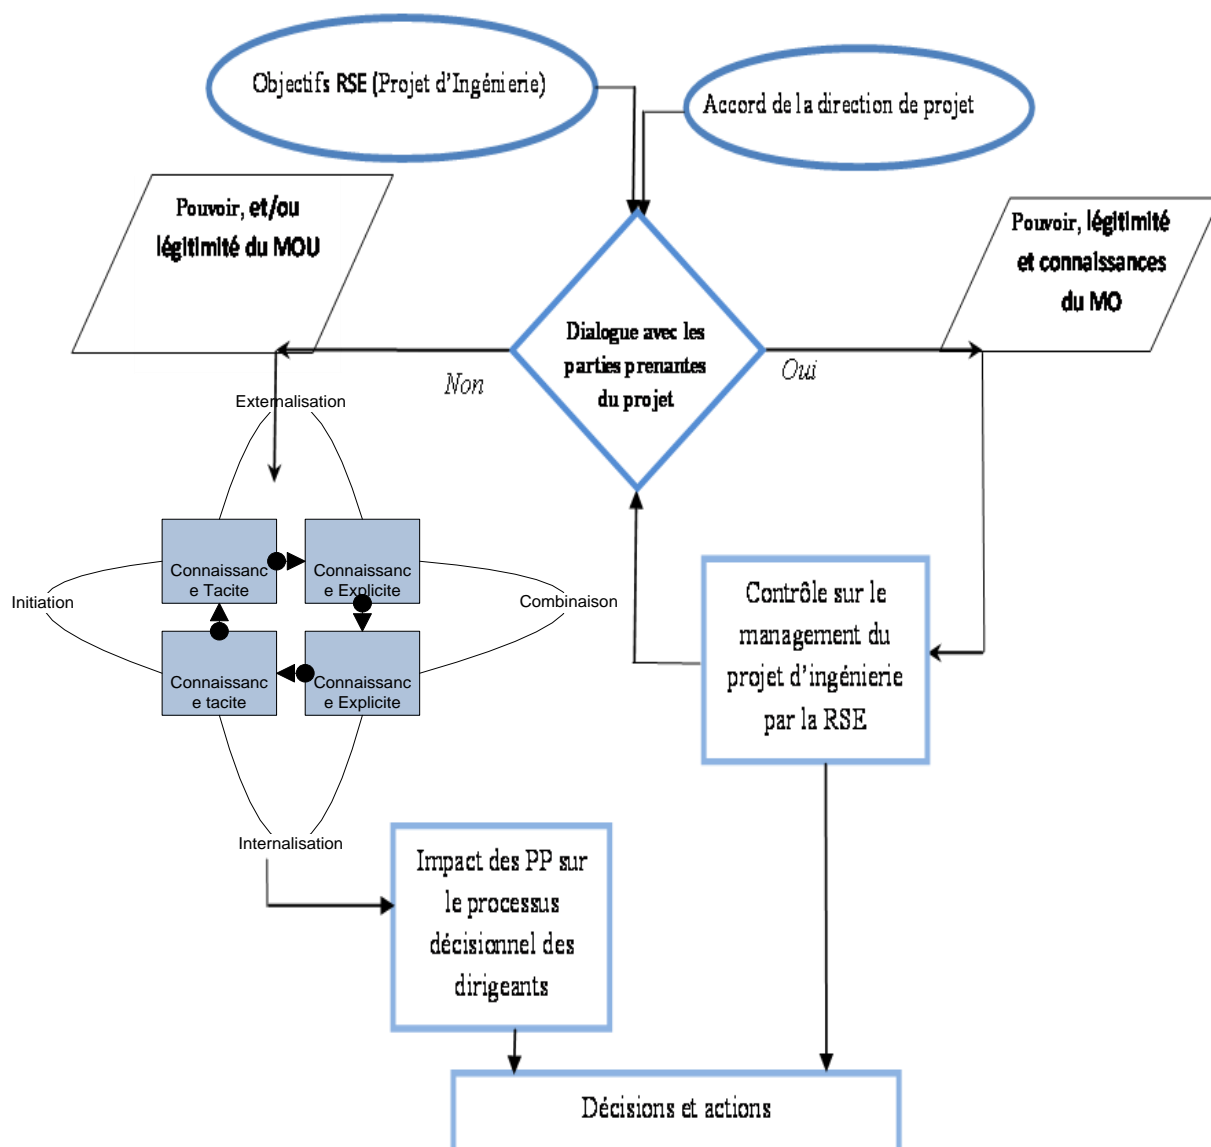 Objectifs RSE (Projet d'Ingénierie)
Accord de la direction de projet
Pouvoir, et/ou
légitimité du MOU
Pouvoir, légitimité
et connaissances
du MO
Dialogue avec les
parties prenantes
du projet
Non
Oui
Externalisation
Connaissanc
e Tacite
Connaissanc
e Explicite
Initiation
Combinaison
Connaissanc
e tacite
Connaissanc
e Explicite
Internalisation
Contrôle sur le
management du
projet d'ingénierie
par la RSE
Impact des PP sur
le processus
décisionnel des
dirigeants
Décisions et actions